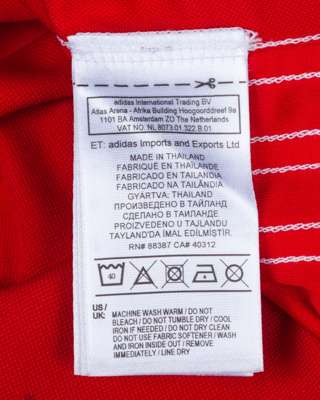 adidas International Trading BV
Atlas Arena - Afrika Building Hoogoorddreef 9a
1101 BA Amsterdam ZO The Netherlands
VAT NO. NL 8073.01.322.B.01
ET: adidas Imports and Exports Ltd
MADE IN THAILAND
FABRIQUÉ EN THAÏLANDE
FABRICADO EN TAILANDIA
FABRICADO NA TAILÂNDIA
GYÁRTVA: THAILAND
ПРОИЗВЕДЕНО В ТАЙЛАНД
СДЕЛАНО В ТАИЛАНДЕ
PROIZVEDENO U TAJLANDU
TAYLAND'DA İMAL EDİLMİŞTİR.
RN# 88387 CA# 40312
40
US / UK:
MACHINE WASH WARM / DO NOT
BLEACH / DO NOT TUMBLE DRY / COOL
IRON IF NEEDED / DO NOT DRY CLEAN
DO NOT USE FABRIC SOFTENER / WASH
AND IRON INSIDE OUT / REMOVE
IMMEDIATELY / LINE DRY